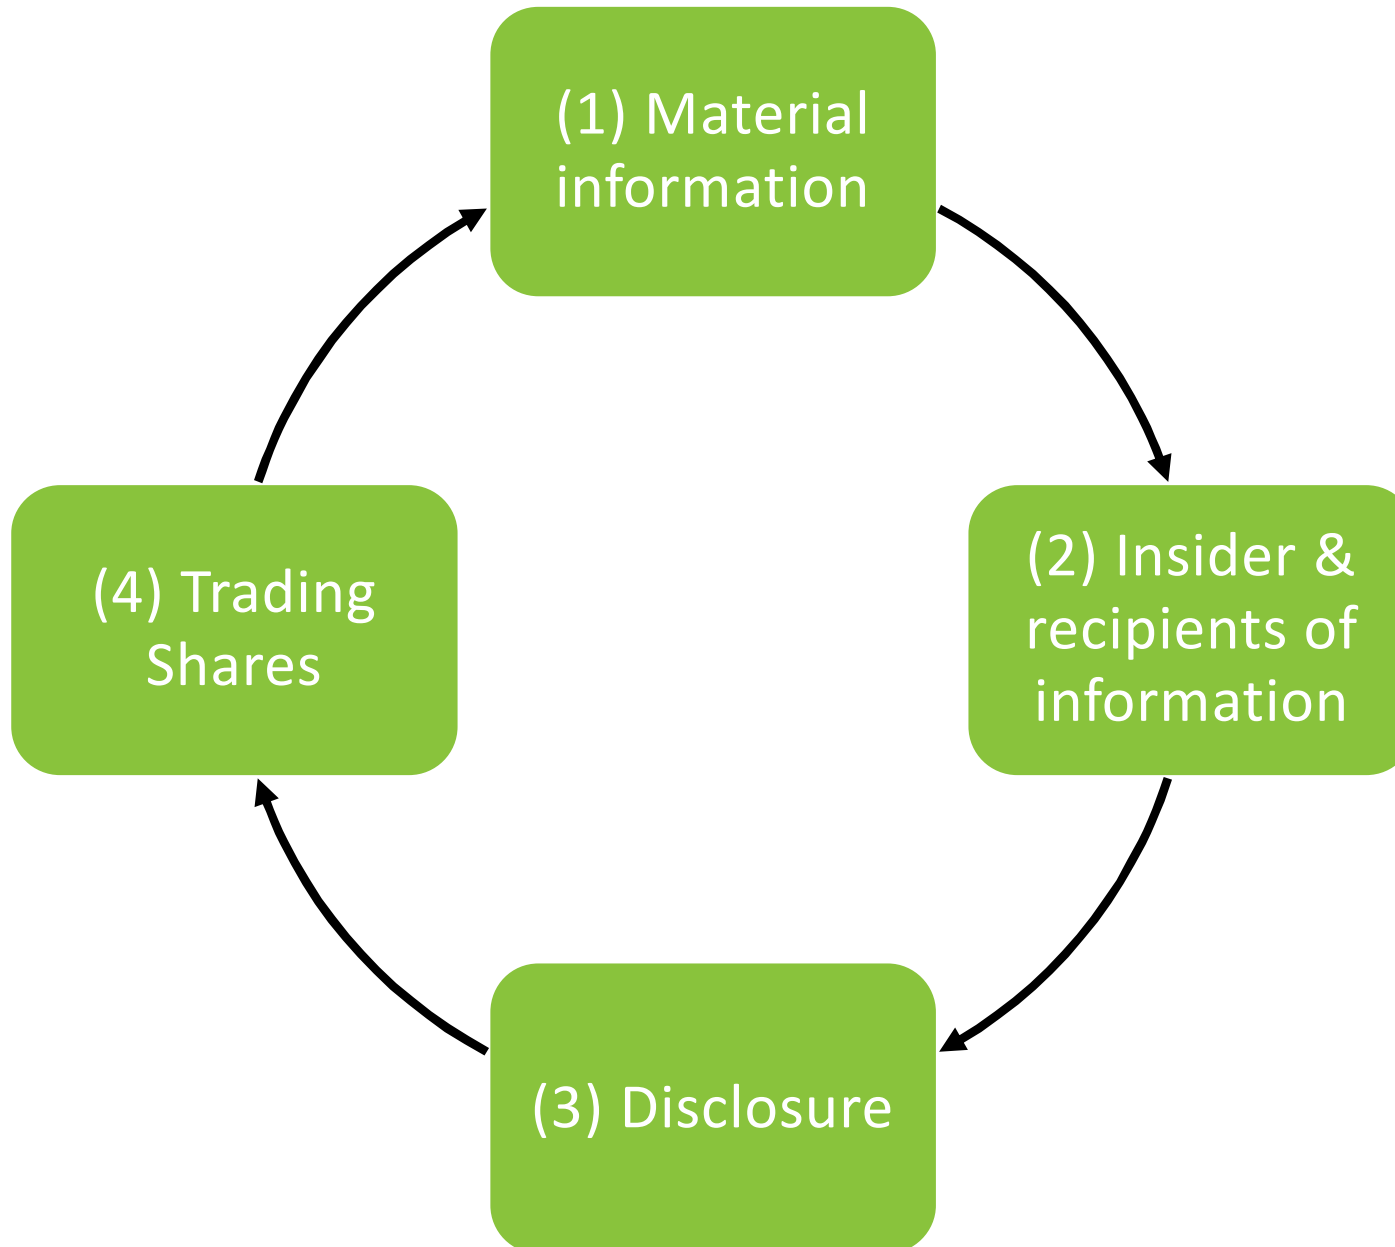 (1) Material
information
(2) Insider &
recipients of
information
(3) Disclosure
(4) Trading
Shares